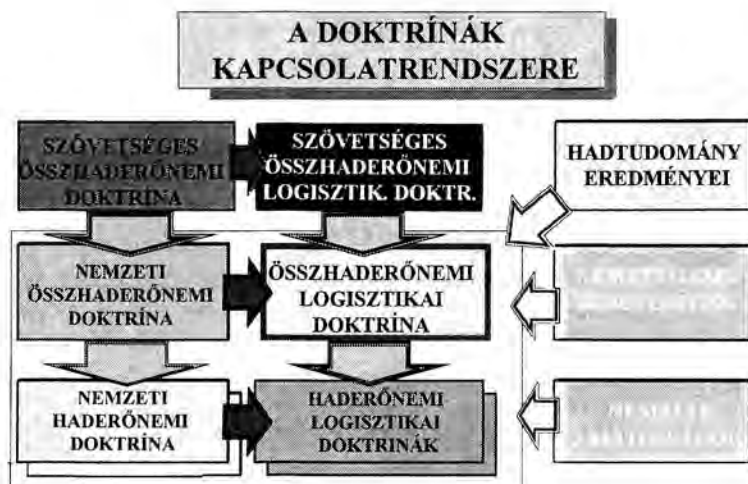 A DOKTRÍNÁK
KAPCSOLATRENDSZERE
SZÖVETSÉGES
ÖSSZHADERŐNEMI
DOKTRÍNA
SZÖVETSÉGES
ÖSSZHADERŐNEMI
LOGISZTIK. DOKTR.
HADTUDOMÁNY
EREDMÉNYEI
NEMZETI
ÖSSZHADERŐNEMI
DOKTRÍNA
ÖSSZHADERŐNEMI
LOGISZTIKAI
DOKTRÍNA
NEMZETI
HADERŐNEMI
DOKTRÍNA
HADERŐNEMI
LOGISZTIKAI
DOKTRINÁK